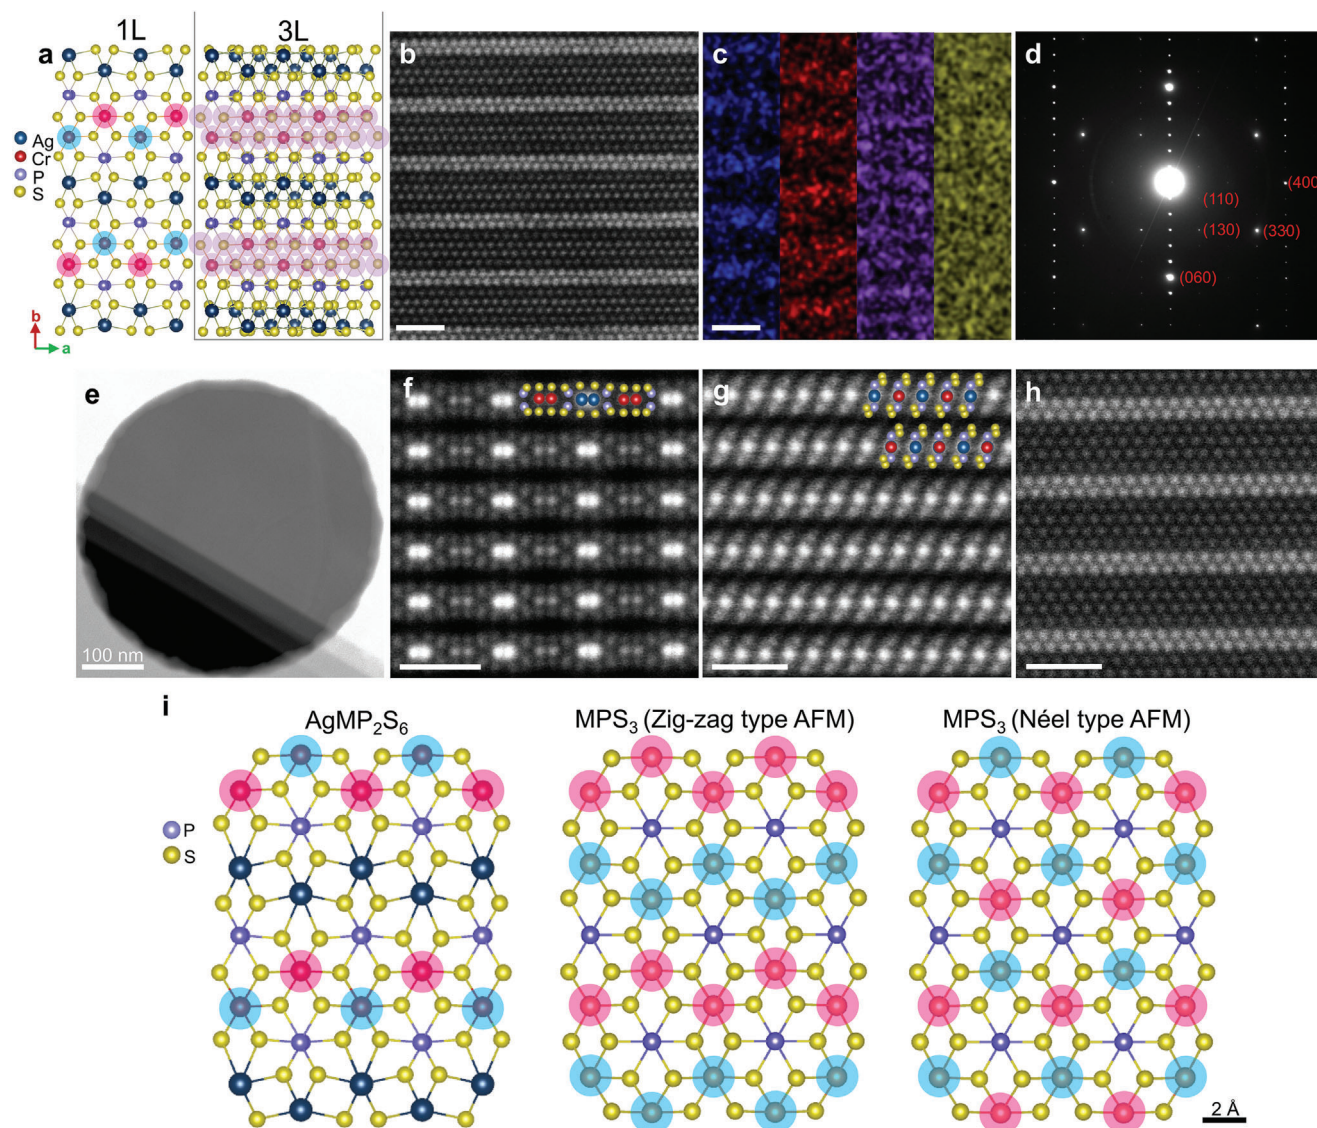 1L
3L
a
b
c
d
Ag
Cr
P
S
b
a
(110)
(400
(130)
(330)
(060)
e
f
g
h
100 nm
i
AgMP₂S₆
MPS₃ (Zig-zag type AFM)
MPS₃ (Néel type AFM)
P
S
2 Å